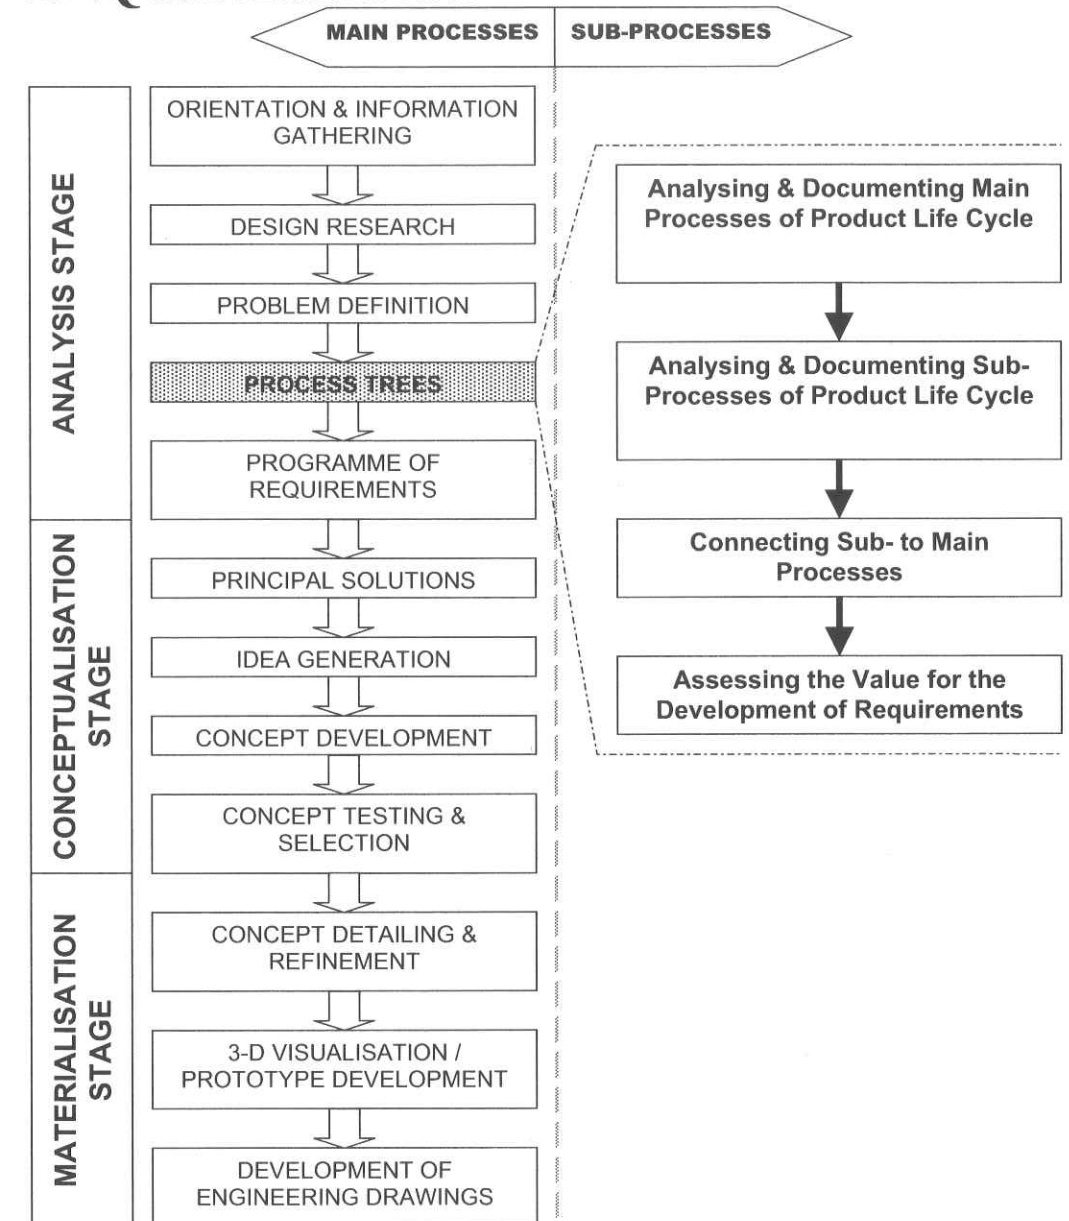 MAIN PROCESSES
SUB-PROCESSES
ANALYSIS STAGE
ORIENTATION & INFORMATION
GATHERING
DESIGN RESEARCH
PROBLEM DEFINITION
PROCESS TREES
PROGRAMME OF
REQUIREMENTS
CONCEPTUALISATION
STAGE
PRINCIPAL SOLUTIONS
IDEA GENERATION
CONCEPT DEVELOPMENT
CONCEPT TESTING &
SELECTION
MATERIALISATION
STAGE
CONCEPT DETAILING &
REFINEMENT
3-D VISUALISATION /
PROTOTYPE DEVELOPMENT
DEVELOPMENT OF
ENGINEERING DRAWINGS
Analysing & Documenting Main
Processes of Product Life Cycle
Analysing & Documenting Sub-
Processes of Product Life Cycle
Connecting Sub- to Main
Processes
Assessing the Value for the
Development of Requirements